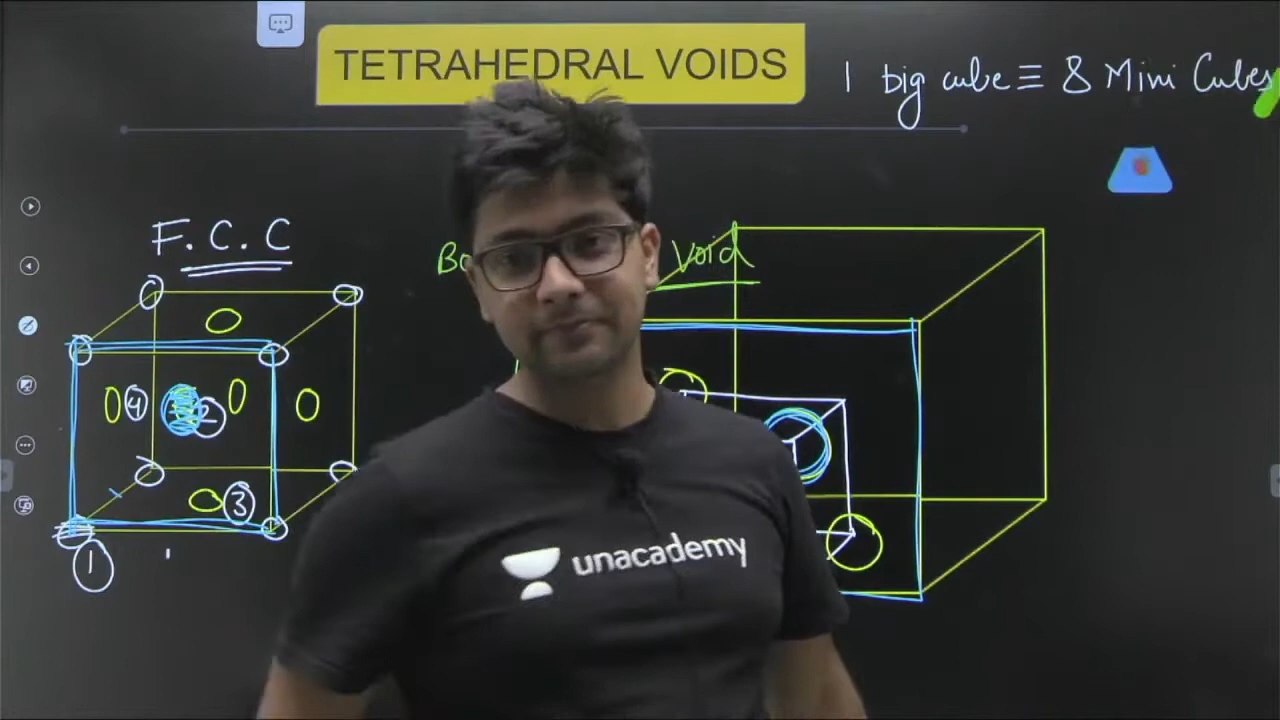 TETRAHEDRAL VOIDS
1 big cube ≡ 8 Mini Cubes
F.C.C
Void
4
2
3
1
unacademy